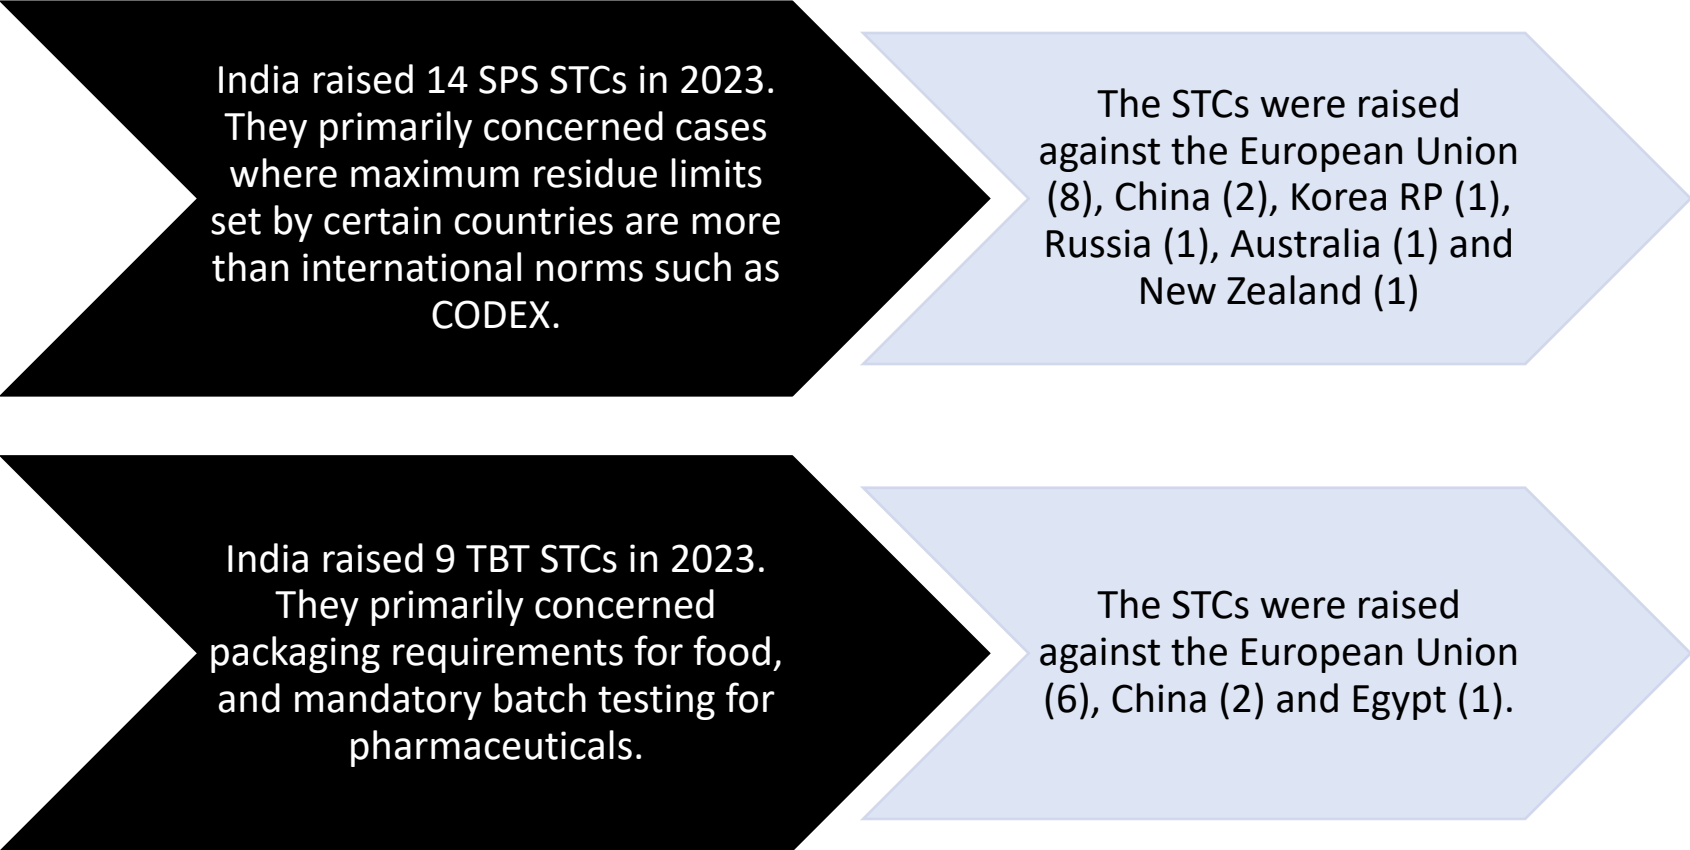 India raised 14 SPS STCs in 2023.
They primarily concerned cases
where maximum residue limits
set by certain countries are more
than international norms such as
CODEX.
The STCs were raised
against the European Union
(8), China (2), Korea RP (1),
Russia (1), Australia (1) and
New Zealand (1)
India raised 9 TBT STCs in 2023.
They primarily concerned
packaging requirements for food,
and mandatory batch testing for
pharmaceuticals.
The STCs were raised
against the European Union
(6), China (2) and Egypt (1).